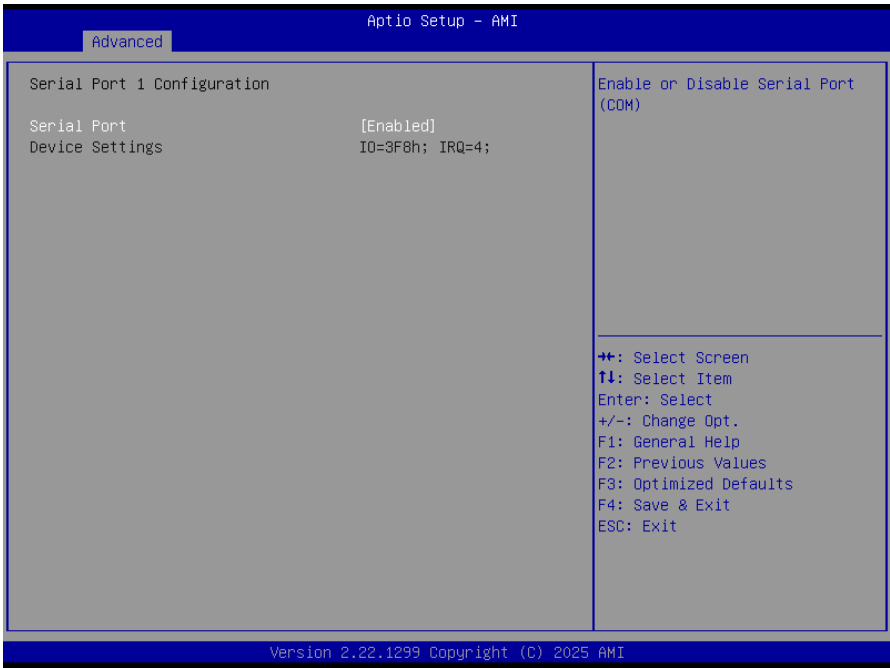 Aptio Setup – AMI
Advanced
Serial Port 1 Configuration
Serial Port [Enabled]
Device Settings IO=3F8h; IRQ=4;
Enable or Disable Serial Port
(COM)
→←: Select Screen
↑↓: Select Item
Enter: Select
+/-: Change Opt.
F1: General Help
F2: Previous Values
F3: Optimized Defaults
F4: Save & Exit
ESC: Exit
Version 2.22.1299 Copyright (C) 2025 AMI